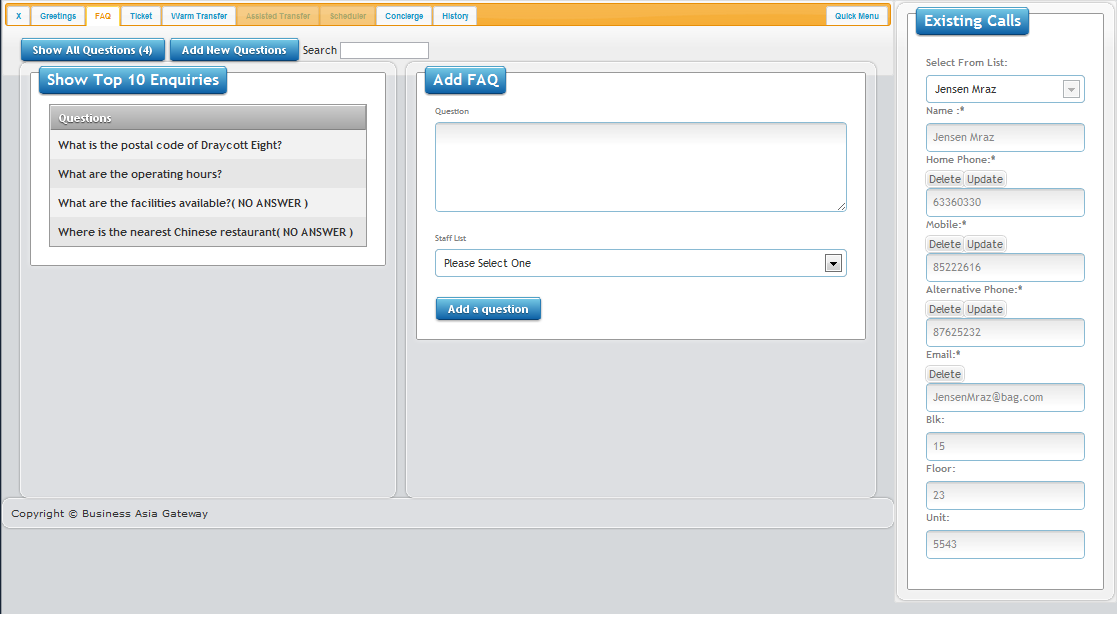 X Greetings FAQ Ticket Warm Transfer Assisted Transfer Scheduler Concierge History Quick Menu
Show All Questions (4) Add New Questions Search
Show Top 10 Enquiries
Questions
What is the postal code of Draycott Eight?
What are the operating hours?
What are the facilities available?( NO ANSWER )
Where is the nearest Chinese restaurant( NO ANSWER )
Add FAQ
Question
Staff List
Please Select One
Add a question
Copyright © Business Asia Gateway
Existing Calls
Select From List:
Jensen Mraz
Name :*
Jensen Mraz
Home Phone:*
Delete Update
63360330
Mobile:*
Delete Update
85222616
Alternative Phone:*
Delete Update
87625232
Email:*
Delete
JensenMraz@bag.com
Blk:
15
Floor:
23
Unit:
5543